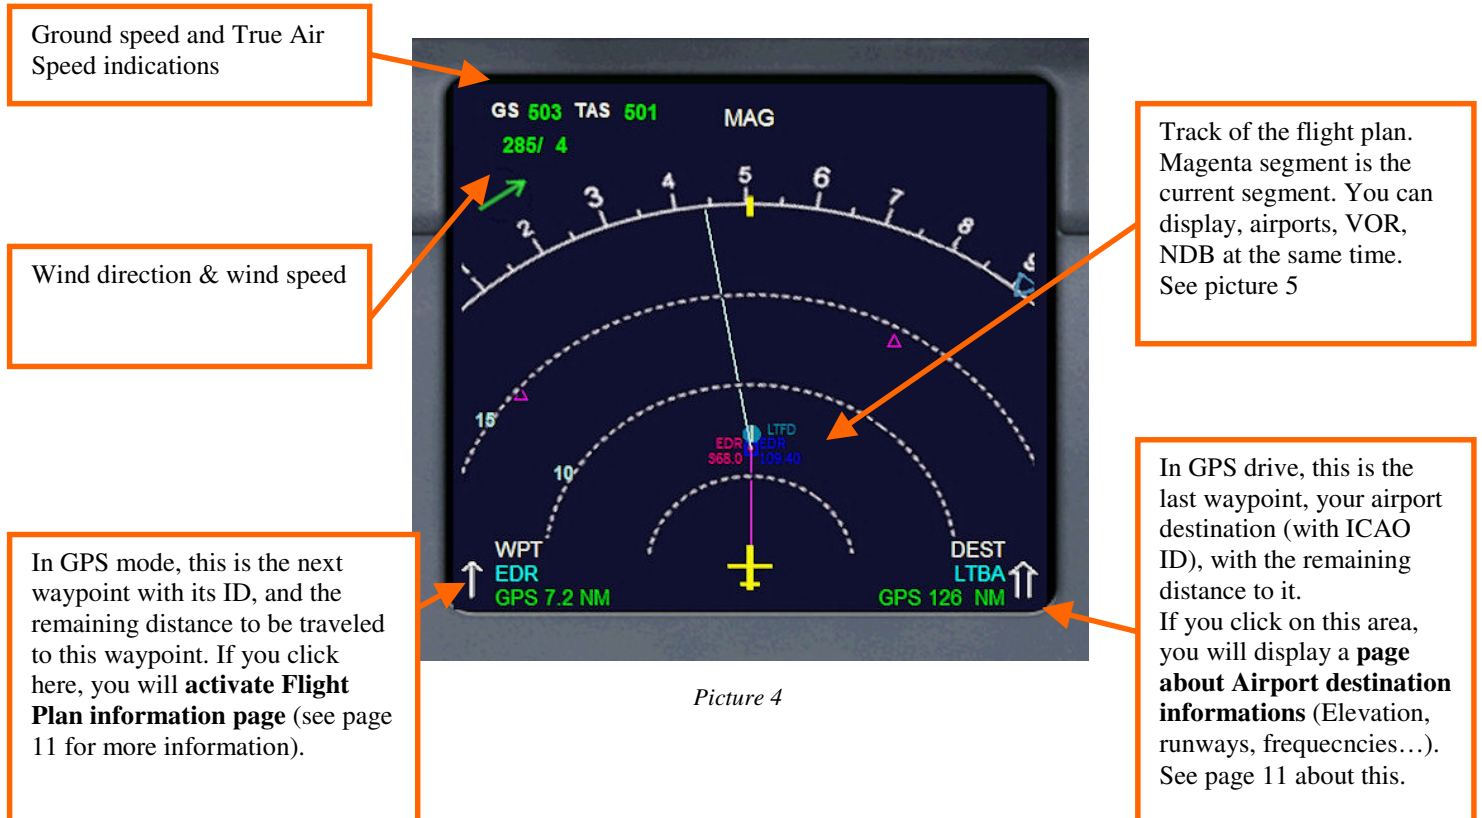 Ground speed and True Air
Speed indications
Wind direction & wind speed
In GPS mode, this is the next
waypoint with its ID, and the
remaining distance to be traveled
to this waypoint. If you click
here, you will activate Flight
Plan information page (see page
11 for more information).
GS 503 TAS 501
MAG
285/ 4
1 2 3 4 5 6 7 8 9
15
10
LTFD
EDR EDR
368.0 109.40
WPT
EDR
GPS 7.2 NM
DEST
LTBA
GPS 126 NM
Picture 4
Track of the flight plan.
Magenta segment is the
current segment. You can
display, airports, VOR,
NDB at the same time.
See picture 5
In GPS drive, this is the
last waypoint, your airport
destination (with ICAO
ID), with the remaining
distance to it.
If you click on this area,
you will display a page
about Airport destination
informations (Elevation,
runways, frequecncies…).
See page 11 about this.